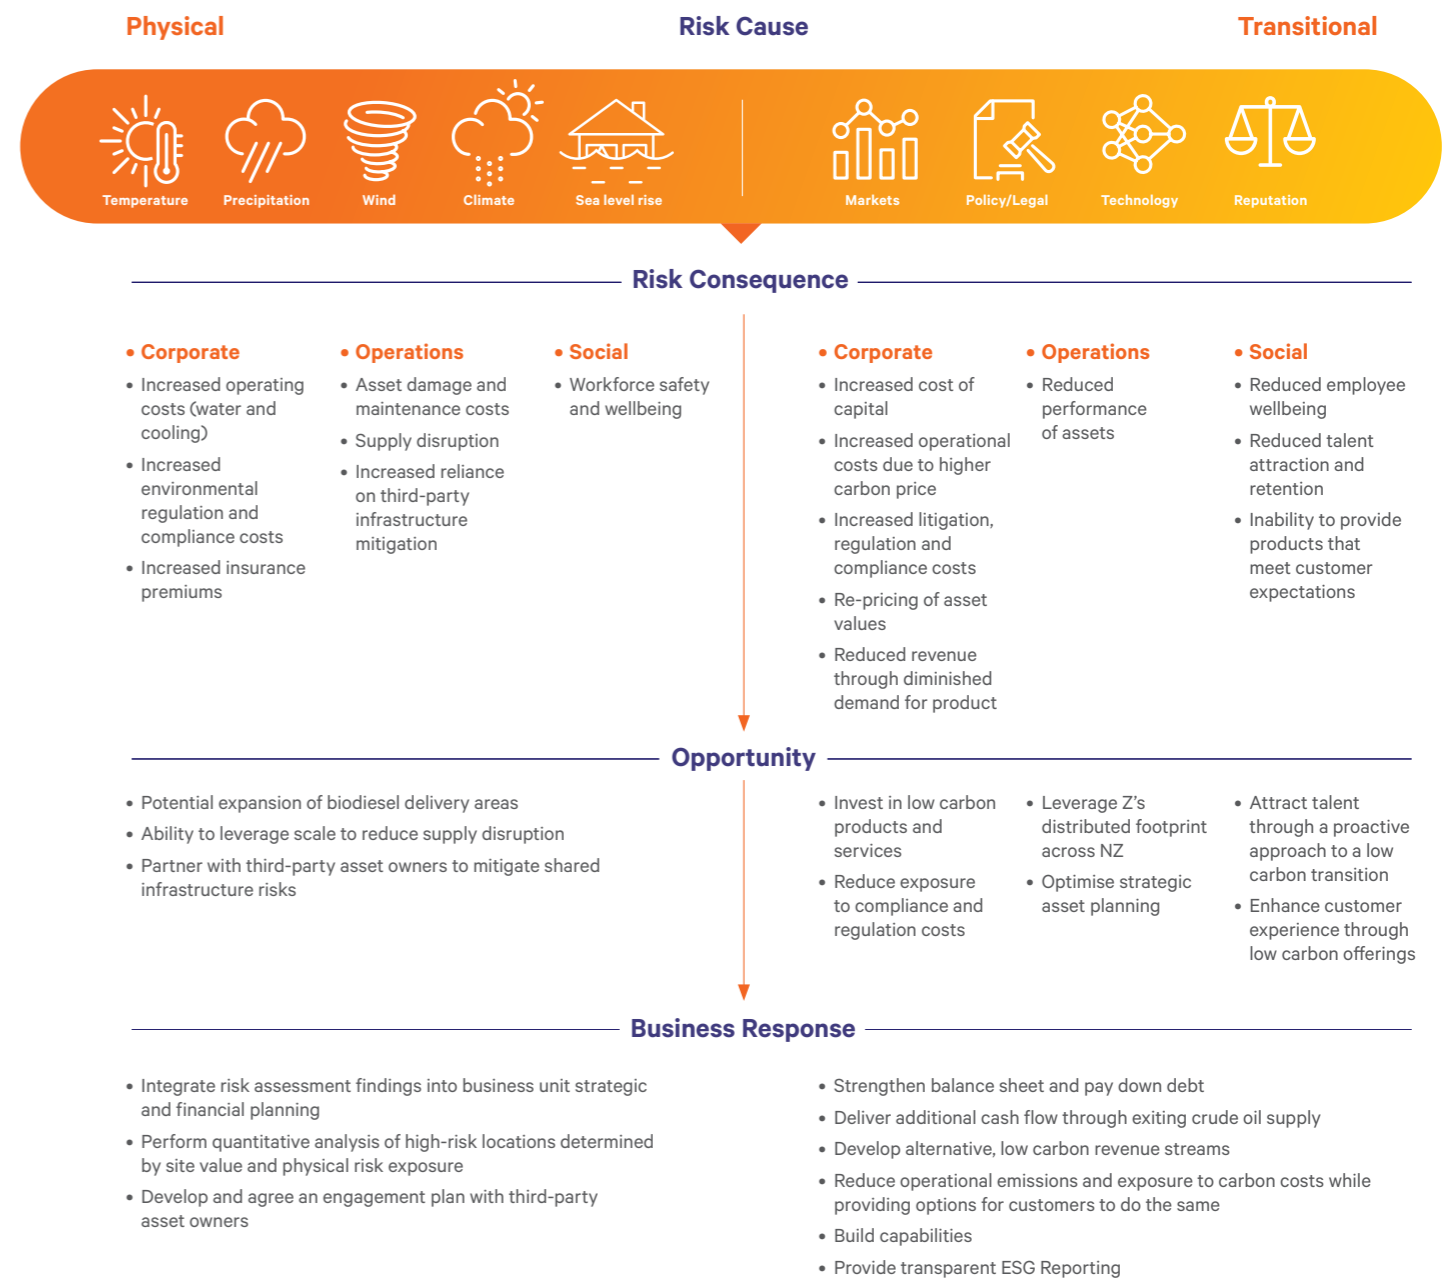 Physical
Risk Cause
Transitional
Temperature
Precipitation
Wind
Climate
Sea level rise
Markets
Policy/Legal
Technology
Reputation
Risk Consequence
• Corporate
• Increased operating
costs (water and
cooling)
• Increased
environmental
regulation and
compliance costs
• Increased insurance
premiums
• Operations
• Asset damage and
maintenance costs
• Supply disruption
• Increased reliance
on third-party
infrastructure
mitigation
• Social
• Workforce safety
and wellbeing
• Corporate
• Increased cost of
capital
• Increased operational
costs due to higher
carbon price
• Increased litigation,
regulation and
compliance costs
• Re-pricing of asset
values
• Reduced revenue
through diminished
demand for product
• Operations
• Reduced
performance
of assets
• Social
• Reduced employee
wellbeing
• Reduced talent
attraction and
retention
• Inability to provide
products that
meet customer
expectations
Opportunity
• Potential expansion of biodiesel delivery areas
• Ability to leverage scale to reduce supply disruption
• Partner with third-party asset owners to mitigate shared
infrastructure risks
• Invest in low carbon
products and
services
• Reduce exposure
to compliance and
regulation costs
• Leverage Z’s
distributed footprint
across NZ
• Optimise strategic
asset planning
• Attract talent
through a proactive
approach to a low
carbon transition
• Enhance customer
experience through
low carbon offerings
Business Response
• Integrate risk assessment findings into business unit strategic
and financial planning
• Perform quantitative analysis of high-risk locations determined
by site value and physical risk exposure
• Develop and agree an engagement plan with third-party
asset owners
• Strengthen balance sheet and pay down debt
• Deliver additional cash flow through exiting crude oil supply
• Develop alternative, low carbon revenue streams
• Reduce operational emissions and exposure to carbon costs while
providing options for customers to do the same
• Build capabilities
• Provide transparent ESG Reporting